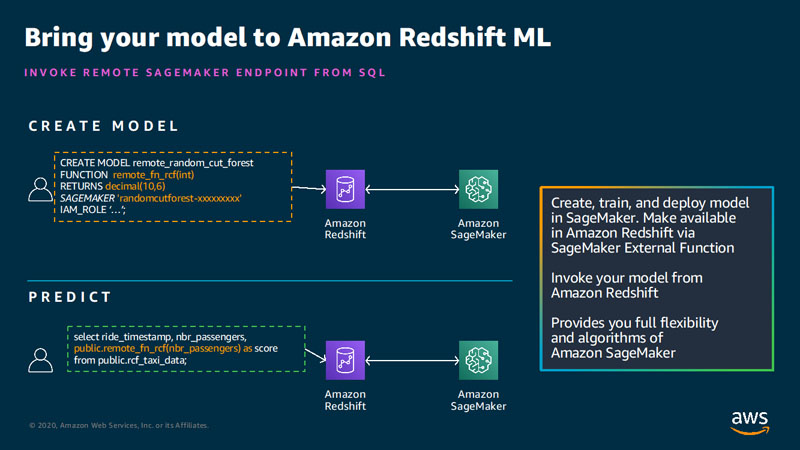 Bring your model to Amazon Redshift ML
INVOKE REMOTE SAGEMAKER ENDPOINT FROM SQL
CREATE MODEL
CREATE MODEL remote_random_cut_forest
FUNCTION remote_fn_rcf(int)
RETURNS decimal(10,6)
SAGEMAKER 'randomcutforest-xxxxxxxxx'
IAM_ROLE '...';
Amazon
Redshift
Amazon
SageMaker
PREDICT
select ride_timestamp, nbr_passengers,
public.remote_fn_rcf(nbr_passengers) as score
from public.rcf_taxi_data;
Amazon
Redshift
Amazon
SageMaker
Create, train, and deploy model
in SageMaker. Make available
in Amazon Redshift via
SageMaker External Function
Invoke your model from
Amazon Redshift
Provides you full flexibility
and algorithms of
Amazon SageMaker
© 2020, Amazon Web Services, Inc. or its Affiliates.
aws